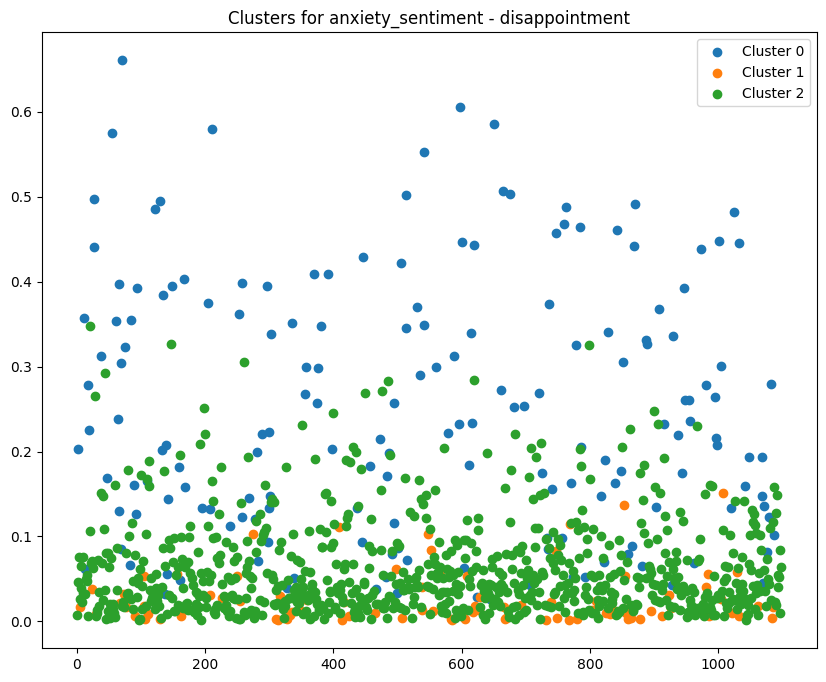 Clusters for anxiety_sentiment - disappointment
Cluster 0
Cluster 1
Cluster 2
0.6
0.5
0.4
0.3
0.2
0.1
0.0
0 200 400 600 800 1000